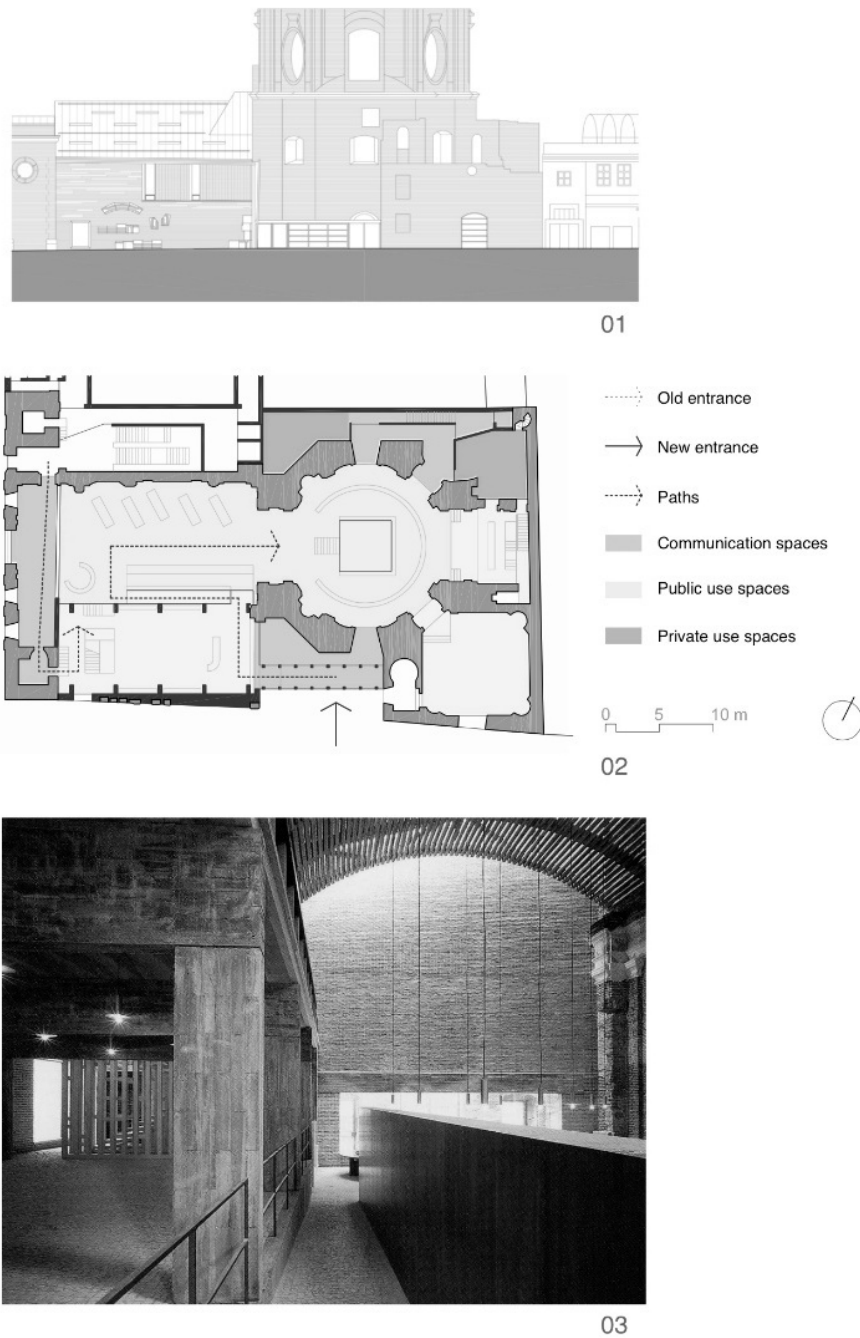 01
Old entrance
New entrance
Paths
Communication spaces
Public use spaces
Private use spaces
0 5 10 m
02
03